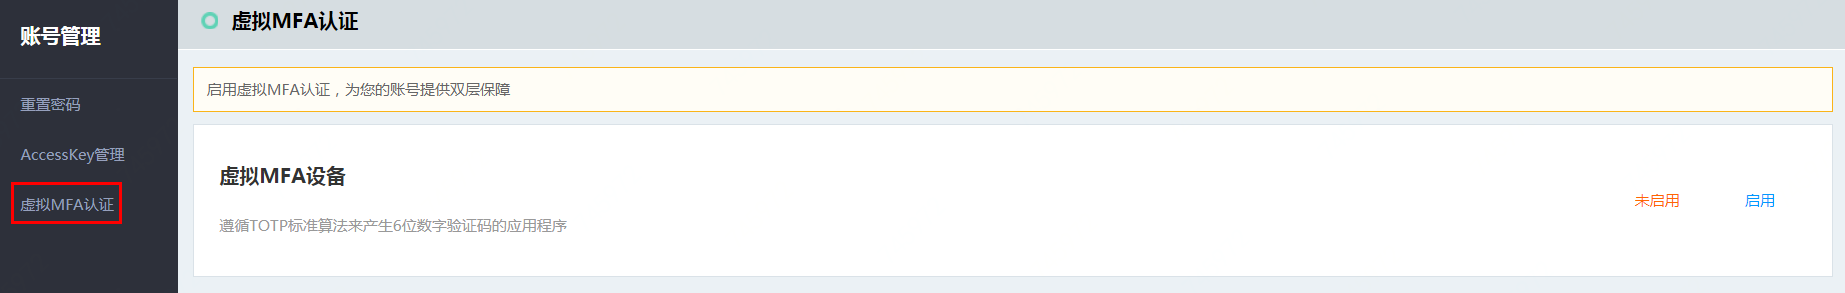 账号管理
重置密码
AccessKey管理
虚拟MFA认证
虚拟MFA认证
启用虚拟MFA认证，为您的账号提供双层保障
虚拟MFA设备
遵循TOTP标准算法来产生6位数字验证码的应用程序
未启用 启用